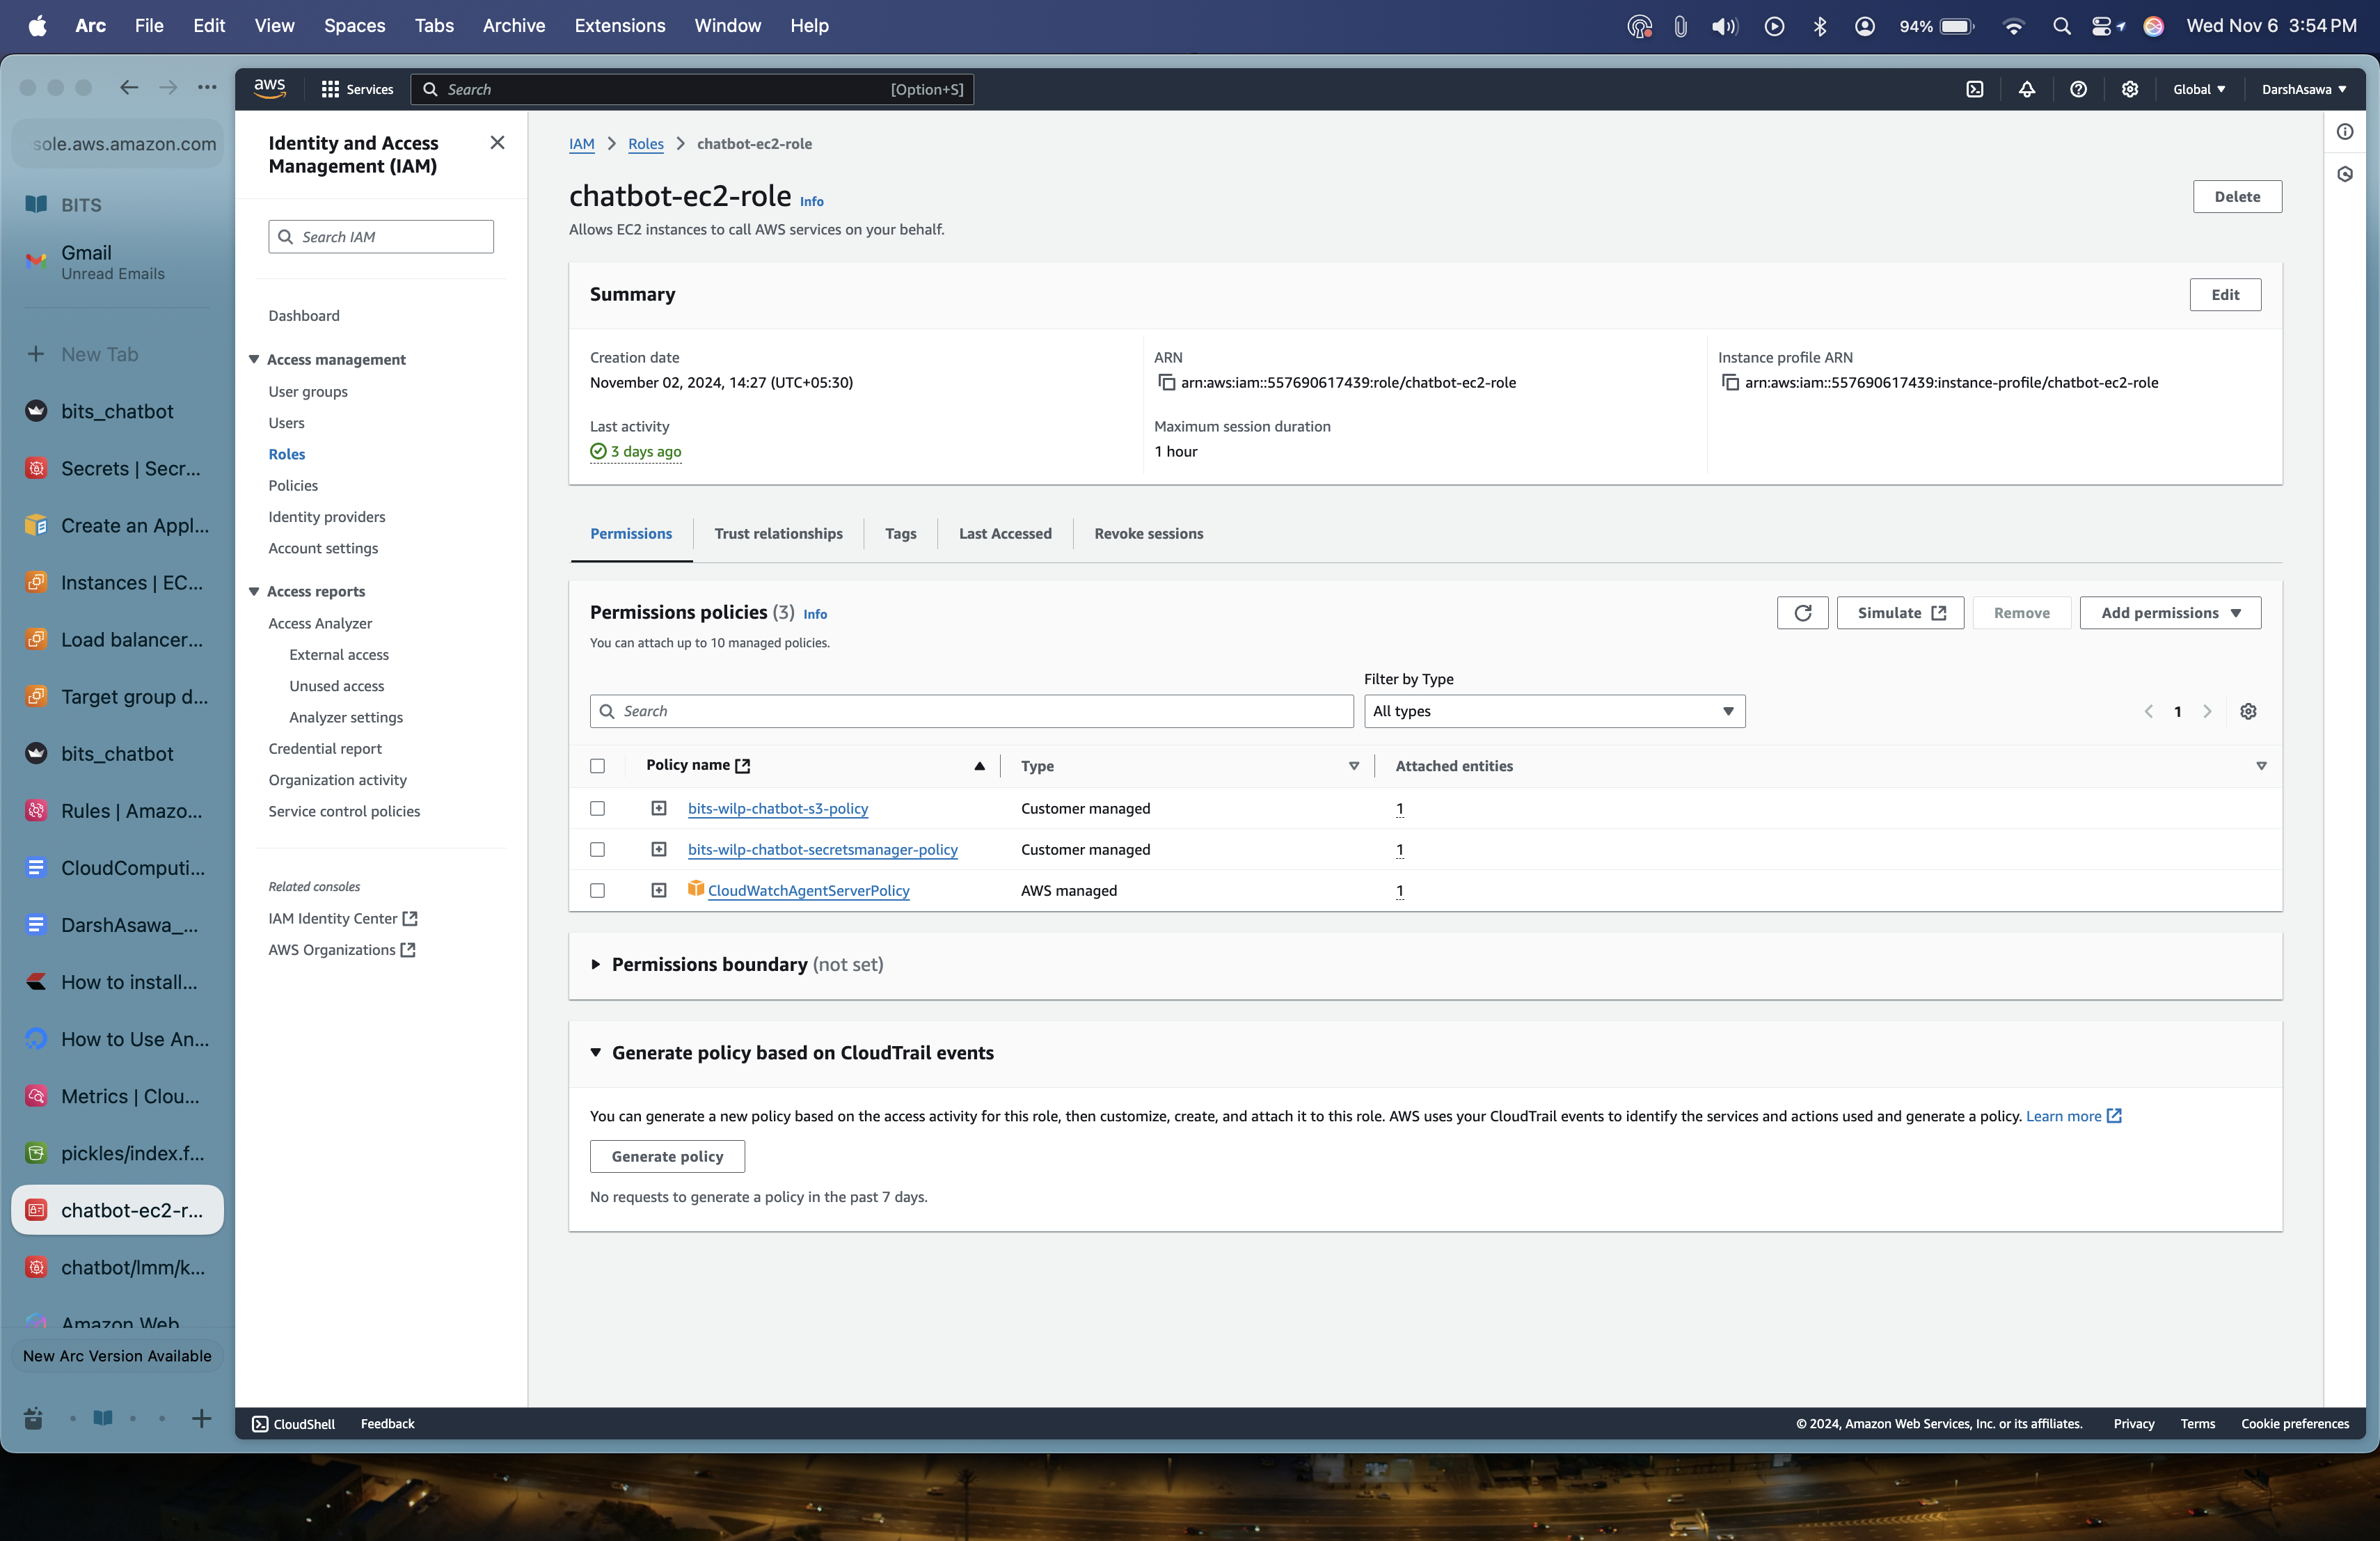 Arc File Edit View Spaces Tabs Archive Extensions Window Help
94% Wed Nov 6 3:54 PM
sole.aws.amazon.com
BITS
Gmail
Unread Emails
New Tab
bits_chatbot
Secrets | Secr...
Create an Appl...
Instances | EC...
Load balancer...
Target group d...
bits_chatbot
Rules | Amazo...
CloudComputi...
DarshAsawa_...
How to install...
How to Use An...
Metrics | Clou...
pickles/index.f...
chatbot-ec2-r...
chatbot/lmm/k...
Amazon Web
New Arc Version Available
aws Services Search [Option+S] Global DarshAsawa
Identity and Access
Management (IAM)
Search IAM
Dashboard
Access management
User groups
Users
Roles
Policies
Identity providers
Account settings
Access reports
Access Analyzer
External access
Unused access
Analyzer settings
Credential report
Organization activity
Service control policies
Related consoles
IAM Identity Center
AWS Organizations
IAM > Roles > chatbot-ec2-role
chatbot-ec2-role Info
Delete
Allows EC2 instances to call AWS services on your behalf.
Summary
Edit
Creation date
November 02, 2024, 14:27 (UTC+05:30)
ARN
arn:aws:iam::557690617439:role/chatbot-ec2-role
Instance profile ARN
arn:aws:iam::557690617439:instance-profile/chatbot-ec2-role
Last activity
3 days ago
Maximum session duration
1 hour
Permissions Trust relationships Tags Last Accessed Revoke sessions
Permissions policies (3) Info
Simulate Remove Add permissions
You can attach up to 10 managed policies.
Filter by Type
Search All types 1
Policy name Type Attached entities
bits-wilp-chatbot-s3-policy Customer managed 1
bits-wilp-chatbot-secretsmanager-policy Customer managed 1
CloudWatchAgentServerPolicy AWS managed 1
Permissions boundary (not set)
Generate policy based on CloudTrail events
You can generate a new policy based on the access activity for this role, then customize, create, and attach it to this role. AWS uses your CloudTrail events to identify the services and actions used and generate a policy. Learn more
Generate policy
No requests to generate a policy in the past 7 days.
CloudShell Feedback © 2024, Amazon Web Services, Inc. or its affiliates. Privacy Terms Cookie preferences